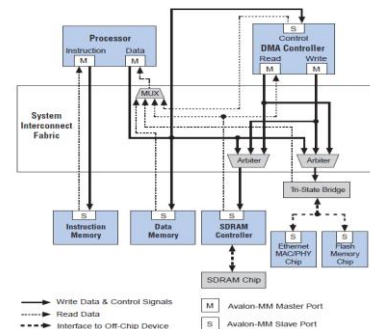 Processor
Instruction Data
M M
S
Control
DMA Controller
Read Write
M M
MUX
System
Interconnect
Fabric
Arbiter Arbiter
Tri-State Bridge
S
Instruction
Memory
S
Data
Memory
S
SDRAM
Controller
S
Ethernet
MAC/PHY
Chip
S
Flash
Memory
Chip
SDRAM Chip
Write Data & Control Signals
Read Data
Interface to Off-Chip Device
M Avalon-MM Master Port
S Avalon-MM Slave Port